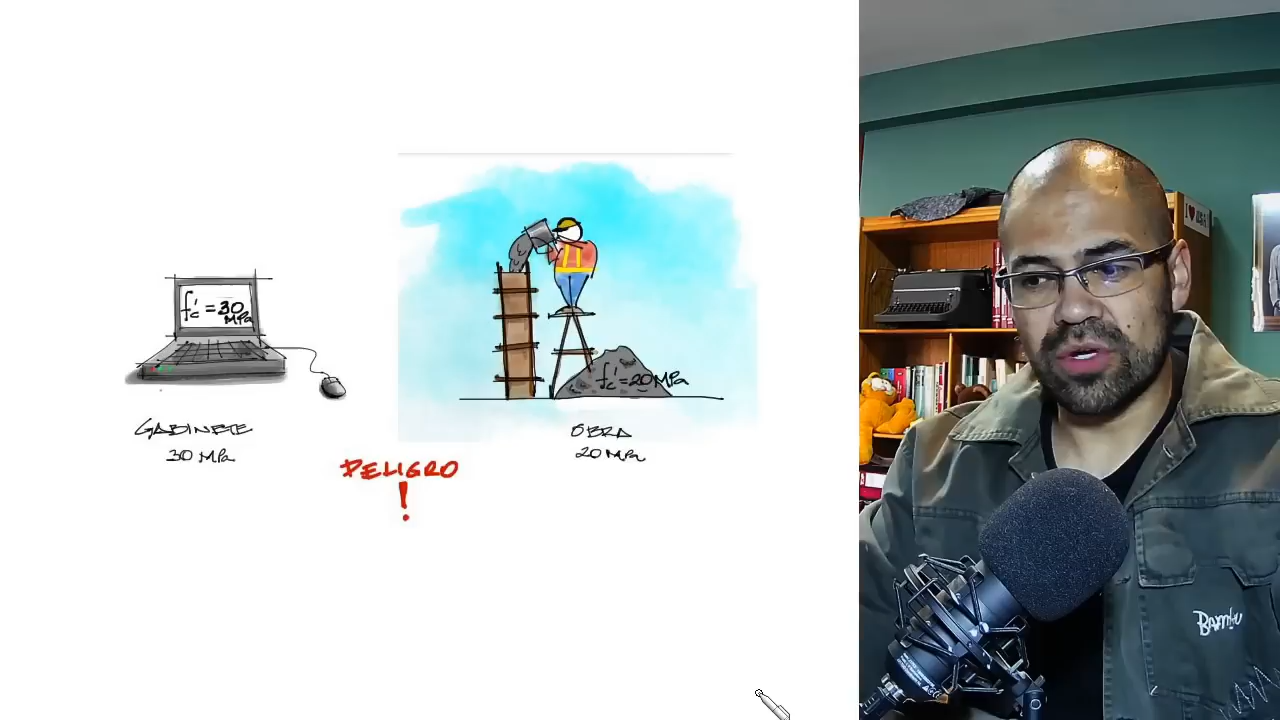 f'c = 30
MPa
f'c = 20 MPa
GABINETE
30 MPa
OBRA
20 MPa
PELIGRO
!
I ♥
Bambu